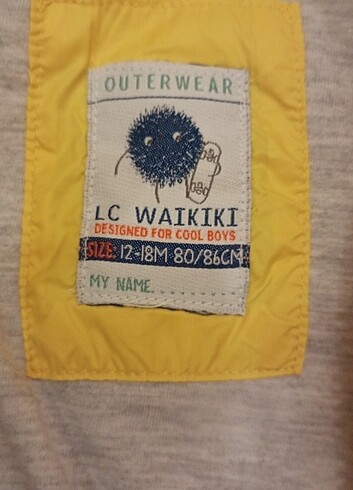 OUTERWEAR
LC WAIKIKI
DESIGNED FOR COOL BOYS
SIZE: 12-18M 80/86CM
MY NAME..........